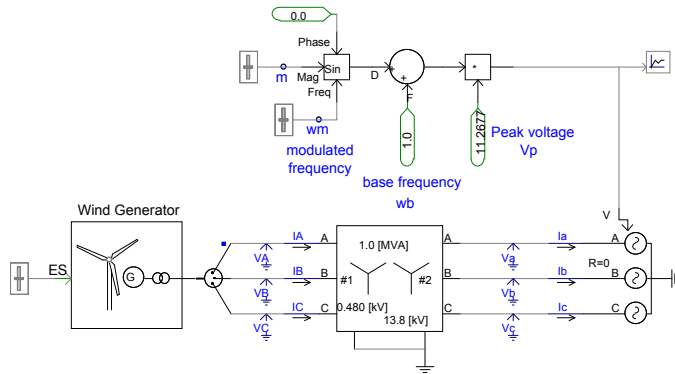 0.0
Phase
m
Mag
Sin
Freq
D
+
+
F
*
wm
modulated
frequency
1.0
11.2677
Peak voltage
Vp
base frequency
wb
Wind Generator
V
ES
G
IA
A
VA
IB
B
VB
IC
C
VC
1.0 [MVA]
#1
#2
0.480 [kV]
13.8 [kV]
A
Ia
A
Va
B
Ib
R=0
B
Vb
C
Ic
C
Vc